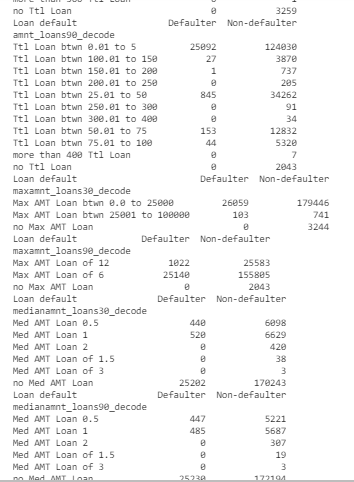 no Ttl Loan 0 3259
Loan default Defaulter Non-defaulter
amnt_loans90_decode
Ttl Loan btwn 0.01 to 5 25092 124030
Ttl Loan btwn 100.01 to 150 27 3870
Ttl Loan btwn 150.01 to 200 1 737
Ttl Loan btwn 200.01 to 250 0 205
Ttl Loan btwn 25.01 to 50 845 34262
Ttl Loan btwn 250.01 to 300 0 91
Ttl Loan btwn 300.01 to 400 0 34
Ttl Loan btwn 50.01 to 75 153 12832
Ttl Loan btwn 75.01 to 100 44 5320
more than 400 Ttl Loan 0 7
no Ttl Loan 0 2043
Loan default Defaulter Non-defaulter
maxamnt_loans30_decode
Max AMT Loan btwn 0.0 to 25000 26059 179446
Max AMT Loan btwn 25001 to 100000 103 741
no Max AMT Loan 0 3244
Loan default Defaulter Non-defaulter
maxamnt_loans90_decode
Max AMT Loan of 12 1022 25583
Max AMT Loan of 6 25140 155805
no Max AMT Loan 0 2043
Loan default Defaulter Non-defaulter
medianamnt_loans30_decode
Med AMT Loan 0.5 440 6098
Med AMT Loan 1 520 6629
Med AMT Loan 2 0 420
Med AMT Loan of 1.5 0 38
Med AMT Loan of 3 0 3
no Med AMT Loan 25202 170243
Loan default Defaulter Non-defaulter
medianamnt_loans90_decode
Med AMT Loan 0.5 447 5221
Med AMT Loan 1 485 5687
Med AMT Loan 2 0 307
Med AMT Loan of 1.5 0 19
Med AMT Loan of 3 0 3
no Med AMT Loan 25230 172194